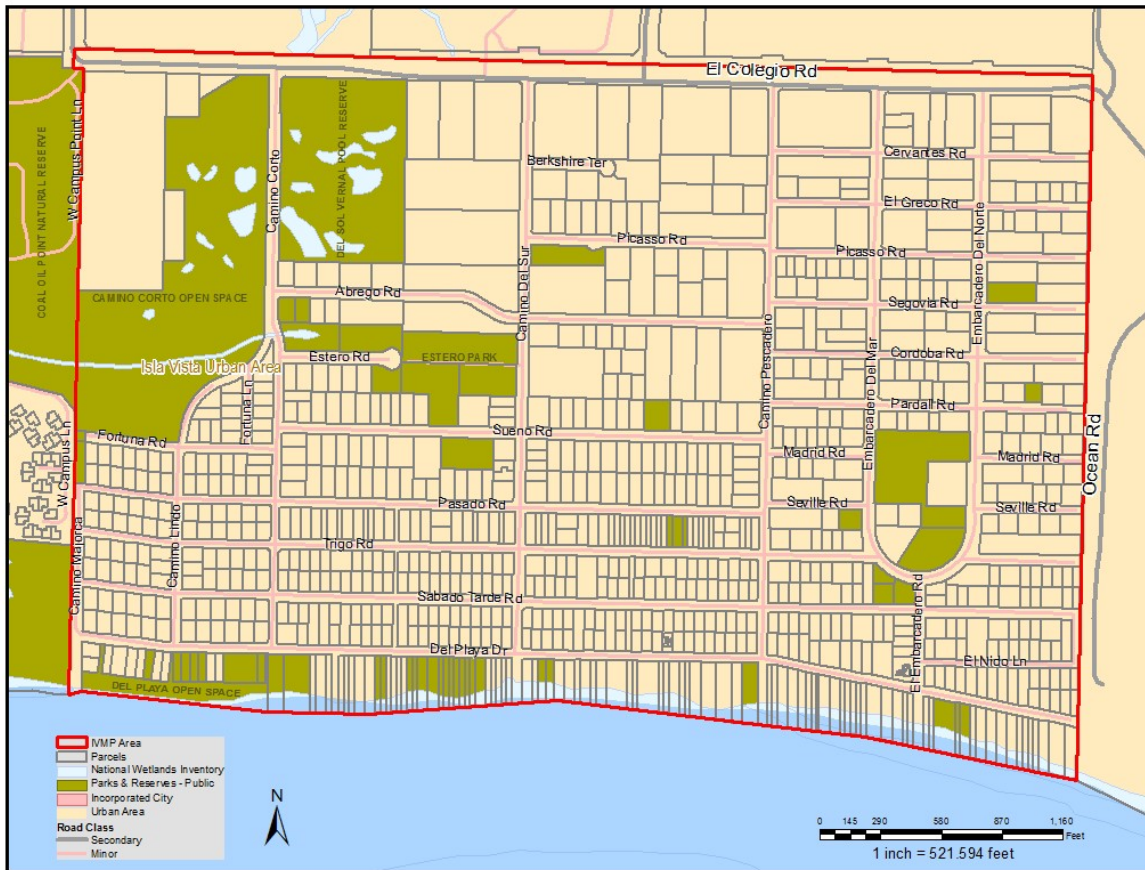 El Colegio Rd
W Campus Point Ln
COAL OIL POINT NATURAL RESERVE
Camino Corto
DEL SOL VERNAL POOL RESERVE
Berkshire Ter
Cervantes Rd
El Greco Rd
Picasso Rd
Picasso Rd
Embarcadero Del Norte
Camino Del Sur
CAMINO CORTO OPEN SPACE
Abrego Rd
Segovia Rd
Camino Pescadero
Embarcadero Del Mar
Estero Rd
ESTERO PARK
Cordoba Rd
Isla Vista Urban Area
Fortuna Ln
Pardall Rd
Fortuna Rd
Sueno Rd
Madrid Rd
Madrid Rd
Ocean Rd
W Campus Ln
Pasado Rd
Seville Rd
Seville Rd
Camino Majorca
Camino Lindo
Trigo Rd
Sabado Tarde Rd
El Embarcadero Rd
Del Playa Dr
El Nido Ln
DEL PLAYA OPEN SPACE
IVMP Area
Parcels
National Wetlands Inventory
Parks & Reserves - Public
Incorporated City
Urban Area
Road Class
Secondary
Minor
N
0 145 290 580 870 1,160
Feet
1 inch = 521.594 feet